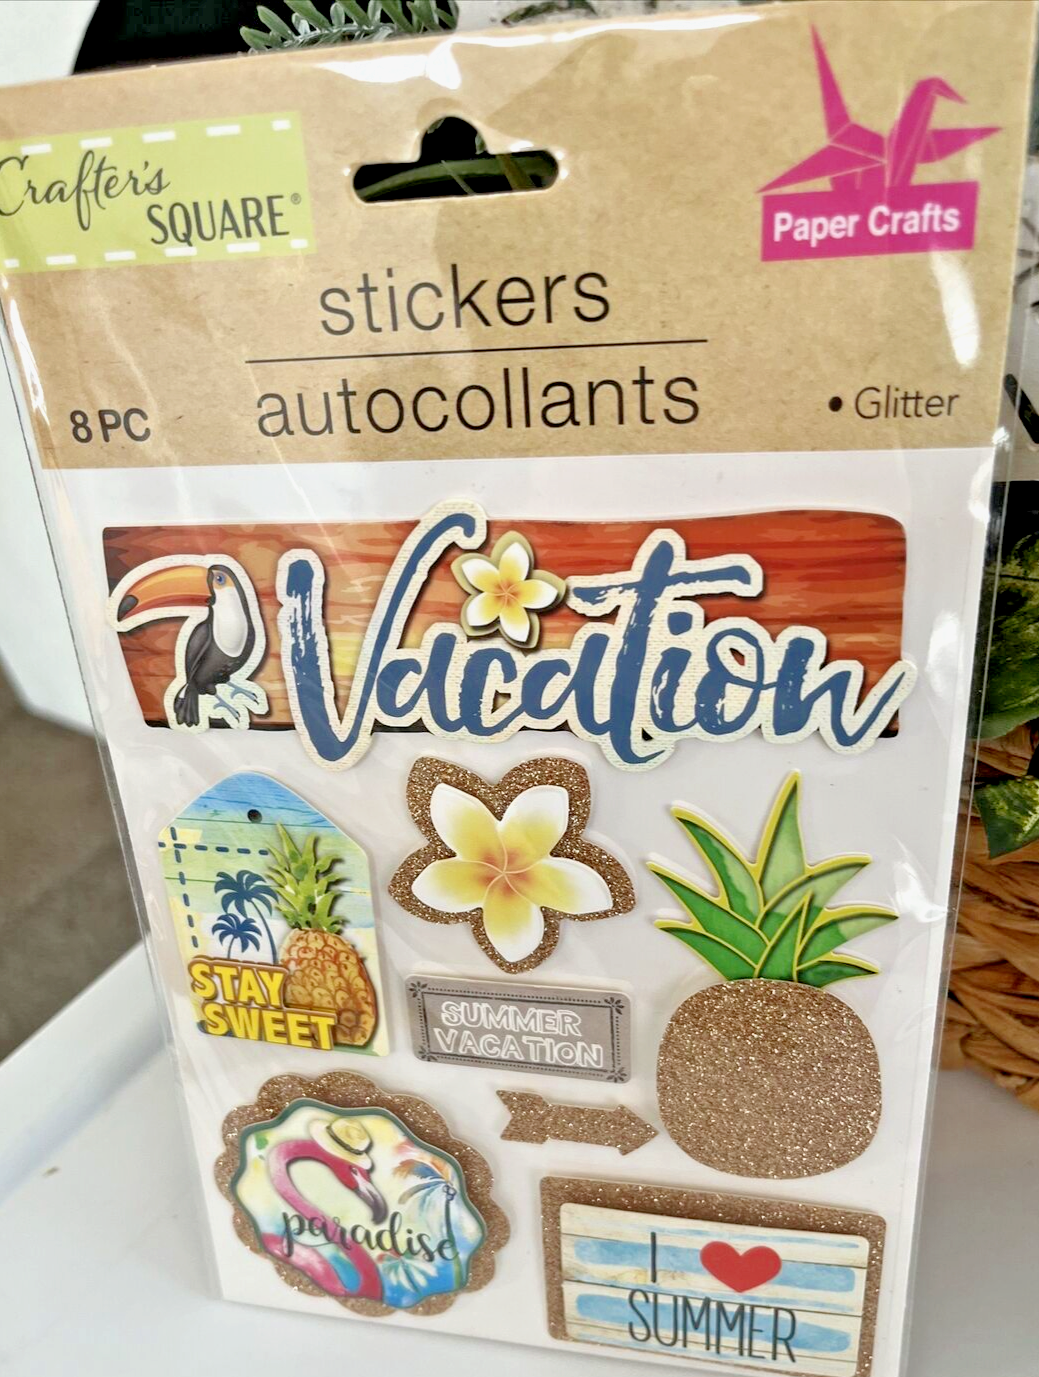 Crafter's
SQUARE®
Paper Crafts
stickers
autocollants
8 PC
• Glitter
Vacation
STAY
SWEET
SUMMER
VACATION
paradise
I ❤ SUMMER